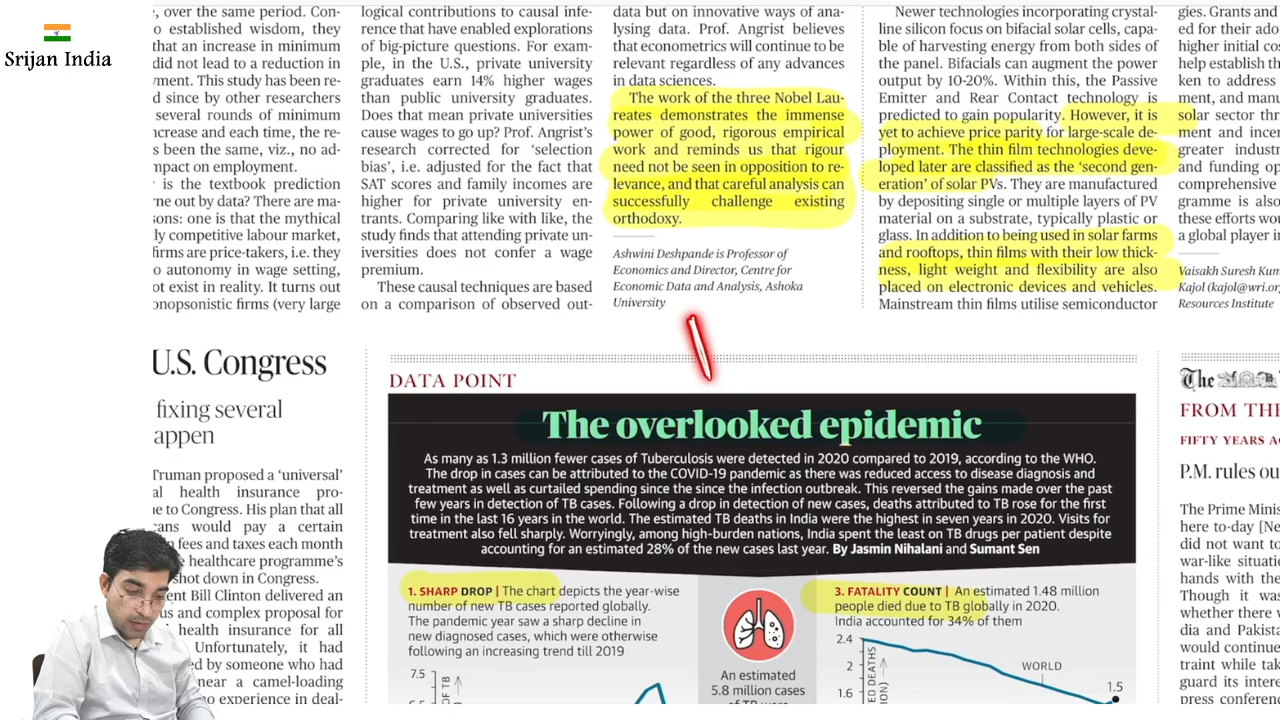 Srijan India
, over the same period. Con-
o established wisdom, they
that an increase in minimum
did not lead to a reduction in
ment. This study has been re-
d since by other researchers
several rounds of minimum
ncrease and each time, the re-
s been the same, viz., no ad-
npact on employment.
is the textbook prediction
ne out by data? There are ma-
ons: one is that the mythical
ly competitive labour market,
firms are price-takers, i.e. they
o autonomy in wage setting,
ot exist in reality. It turns out
onopsonistic firms (very large
logical contributions to causal infe-
rence that have enabled explorations
of big-picture questions. For exam-
ple, in the U.S., private university
graduates earn 14% higher wages
than public university graduates.
Does that mean private universities
cause wages to go up? Prof. Angrist's
research corrected for 'selection
bias', i.e. adjusted for the fact that
SAT scores and family incomes are
higher for private university en-
trants. Comparing like with like, the
study finds that attending private un-
iversities does not confer a wage
premium.
These causal techniques are based
on a comparison of observed out-
data but on innovative ways of ana-
lysing data. Prof. Angrist believes
that econometrics will continue to be
relevant regardless of any advances
in data sciences.
The work of the three Nobel Lau-
reates demonstrates the immense
power of good, rigorous empirical
work and reminds us that rigour
need not be seen in opposition to re-
levance, and that careful analysis can
successfully challenge existing
orthodoxy.
Ashwini Deshpande is Professor of
Economics and Director, Centre for
Economic Data and Analysis, Ashoka
University
Newer technologies incorporating crystal-
line silicon focus on bifacial solar cells, capa-
ble of harvesting energy from both sides of
the panel. Bifacials can augment the power
output by 10-20%. Within this, the Passive
Emitter and Rear Contact technology is
predicted to gain popularity. However, it is
yet to achieve price parity for large-scale de-
ployment. The thin film technologies deve-
loped later are classified as the 'second gen-
eration' of solar PVs. They are manufactured
by depositing single or multiple layers of PV
material on a substrate, typically plastic or
glass. In addition to being used in solar farms
and rooftops, thin films with their low thick-
ness, light weight and flexibility are also
placed on electronic devices and vehicles.
Mainstream thin films utilise semiconductor
gies. Grants and
ed for their ado
higher initial co
help establish th
ken to address
ment, and manu
solar sector thr
ment and incen
greater industr
and funding op
comprehensive
gramme is also
these efforts wo
a global player in
Vaisakh Suresh Kum
Kajol (kajol@wri.or
Resources Institute
U.S. Congress
fixing several
appen
Truman proposed a 'universal'
al health insurance pro-
e to Congress. His plan that all
cans would pay a certain
n fees and taxes each month
healthcare programme's
shot down in Congress.
ent Bill Clinton delivered an
us and complex proposal for
health insurance for all
Unfortunately, it had
d by someone who had
near a camel-loading
o experience in deal-
DATA POINT
The overlooked epidemic
As many as 1.3 million fewer cases of Tuberculosis were detected in 2020 compared to 2019, according to the WHO.
The drop in cases can be attributed to the COVID-19 pandemic as there was reduced access to disease diagnosis and
treatment as well as curtailed spending since the since the infection outbreak. This reversed the gains made over the past
few years in detection of TB cases. Following a drop in detection of new cases, deaths attributed to TB rose for the first
time in the last 16 years in the world. The estimated TB deaths in India were the highest in seven years in 2020. Visits for
treatment also fell sharply. Worryingly, among high-burden nations, India spent the least on TB drugs per patient despite
accounting for an estimated 28% of the new cases last year. By Jasmin Nihalani and Sumant Sen
1. SHARP DROP | The chart depicts the year-wise
number of new TB cases reported globally.
The pandemic year saw a sharp decline in
new diagnosed cases, which were otherwise
following an increasing trend till 2019
7.5
OF TB
An estimated
5.8 million cases
3. FATALITY COUNT | An estimated 1.48 million
people died due to TB globally in 2020.
India accounted for 34% of them
2.4
2
1.6
ED DEATHS
WORLD
1.5
The
FROM THE
FIFTY YEARS A
P.M. rules ou
The Prime Minis
here to-day [Ne
did not want to
war-like situati
hands with the
Though it was
whether there
dia and Pakista
would continue
traint while tak
guard its intere
press conferenc